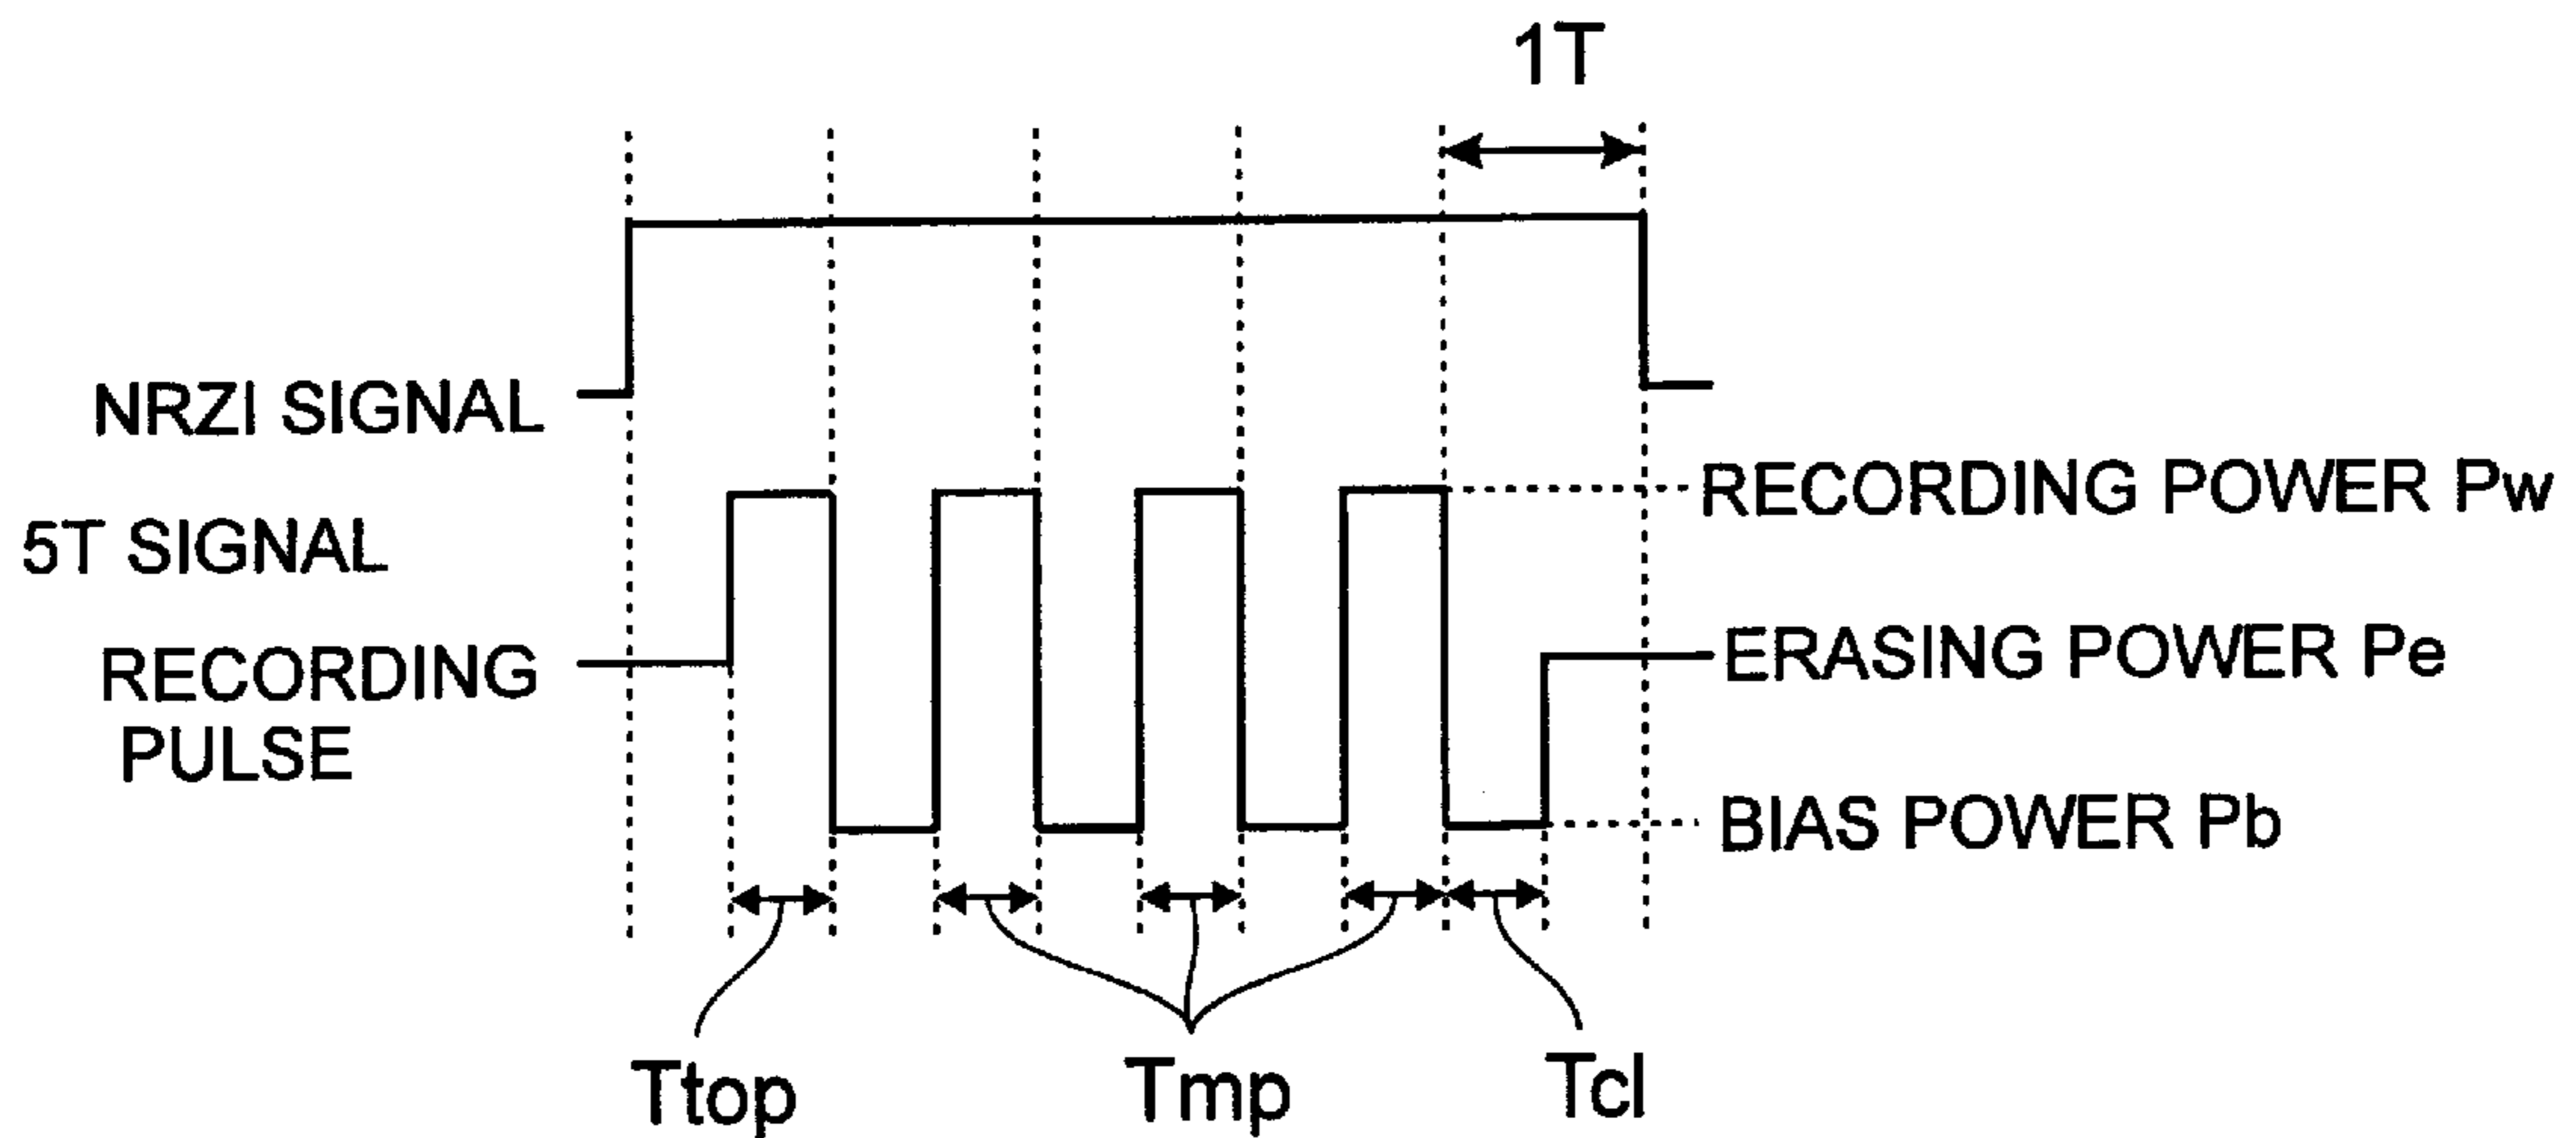 1T
NRZI SIGNAL
RECORDING POWER Pw
5T SIGNAL
ERASING POWER Pe
RECORDING
PULSE
BIAS POWER Pb
Ttop
Tmp
Tcl